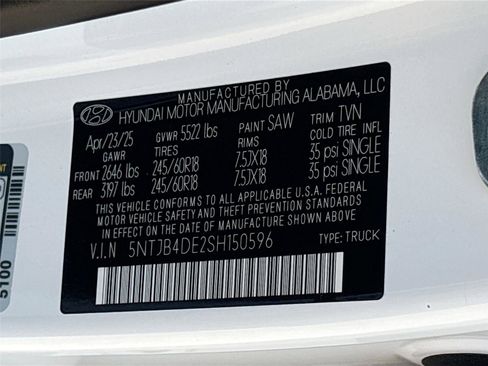 MANUFACTURED BY
HYUNDAI MOTOR MANUFACTURING ALABAMA, LLC
Apr/23/25 GVWR 5522 lbs PAINT SAW TRIM TVN
GAWR TIRES RIMS COLD TIRE INFL
FRONT 2646 lbs 245/60R18 7.5JX18 35 psi SINGLE
REAR 3197 lbs 245/60R18 7.5JX18 35 psi SINGLE
THIS VEHICLE CONFORMS TO ALL APPLICABLE U.S.A. FEDERAL
MOTOR VEHICLE SAFETY AND THEFT PREVENTION STANDARDS
IN EFFECT ON THE DATE OF MANUFACTURE SHOWN ABOVE.
V.I.N 5NTJB4DE2SH150596 TYPE: TRUCK
5100